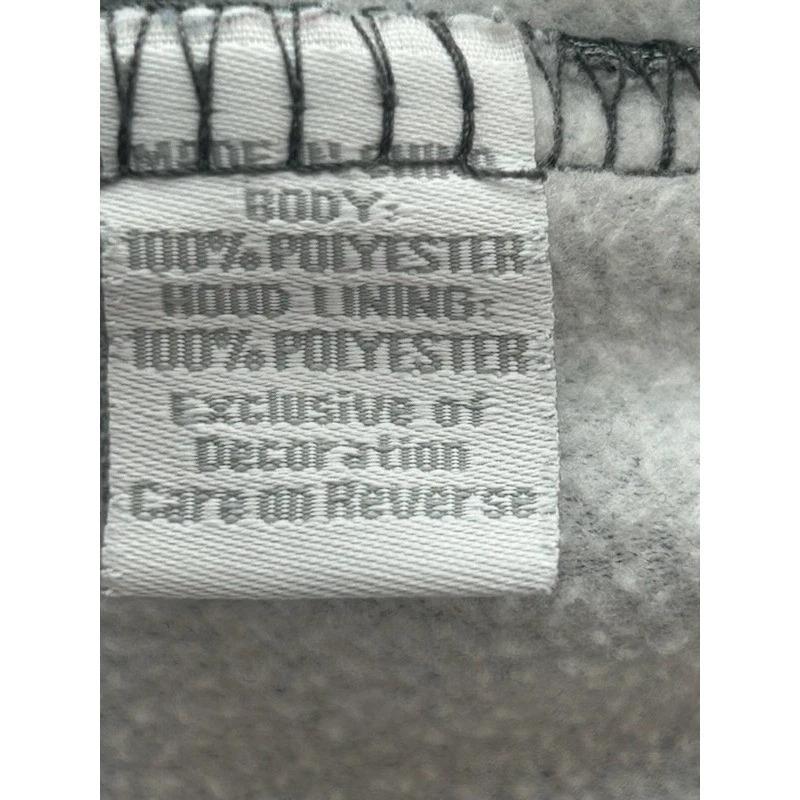 MADE IN CHINA
BODY:
100% POLYESTER
HOOD LINING:
100% POLYESTER
Exclusive of
Decoration
Care on Reverse